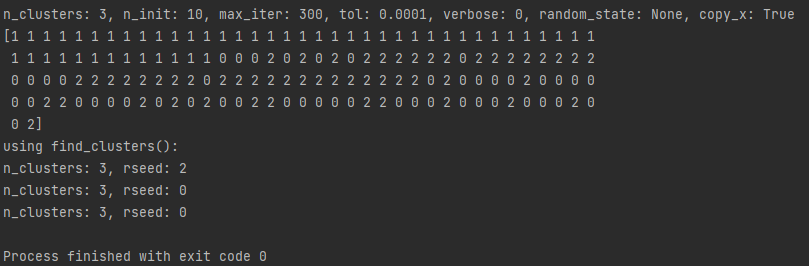 n_clusters: 3, n_init: 10, max_iter: 300, tol: 0.0001, verbose: 0, random_state: None, copy_x: True
[1 1 1 1 1 1 1 1 1 1 1 1 1 1 1 1 1 1 1 1 1 1 1 1 1 1 1 1 1 1 1 1 1 1 1 1 1
1 1 1 1 1 1 1 1 1 1 1 1 1 0 0 0 2 0 2 0 2 0 2 2 2 2 2 2 0 2 2 2 2 2 2 2 2
0 0 0 0 2 2 2 2 2 2 2 2 0 2 2 2 2 2 2 2 2 2 2 2 2 2 2 0 2 0 0 0 0 2 0 0 0
0 0 2 2 0 0 0 0 2 0 2 0 2 0 0 2 2 0 0 0 0 0 2 2 0 0 0 2 0 0 0 2 0 0 0 2 0
0 2]
using find_clusters():
n_clusters: 3, rseed: 2
n_clusters: 3, rseed: 0
n_clusters: 3, rseed: 0
Process finished with exit code 0